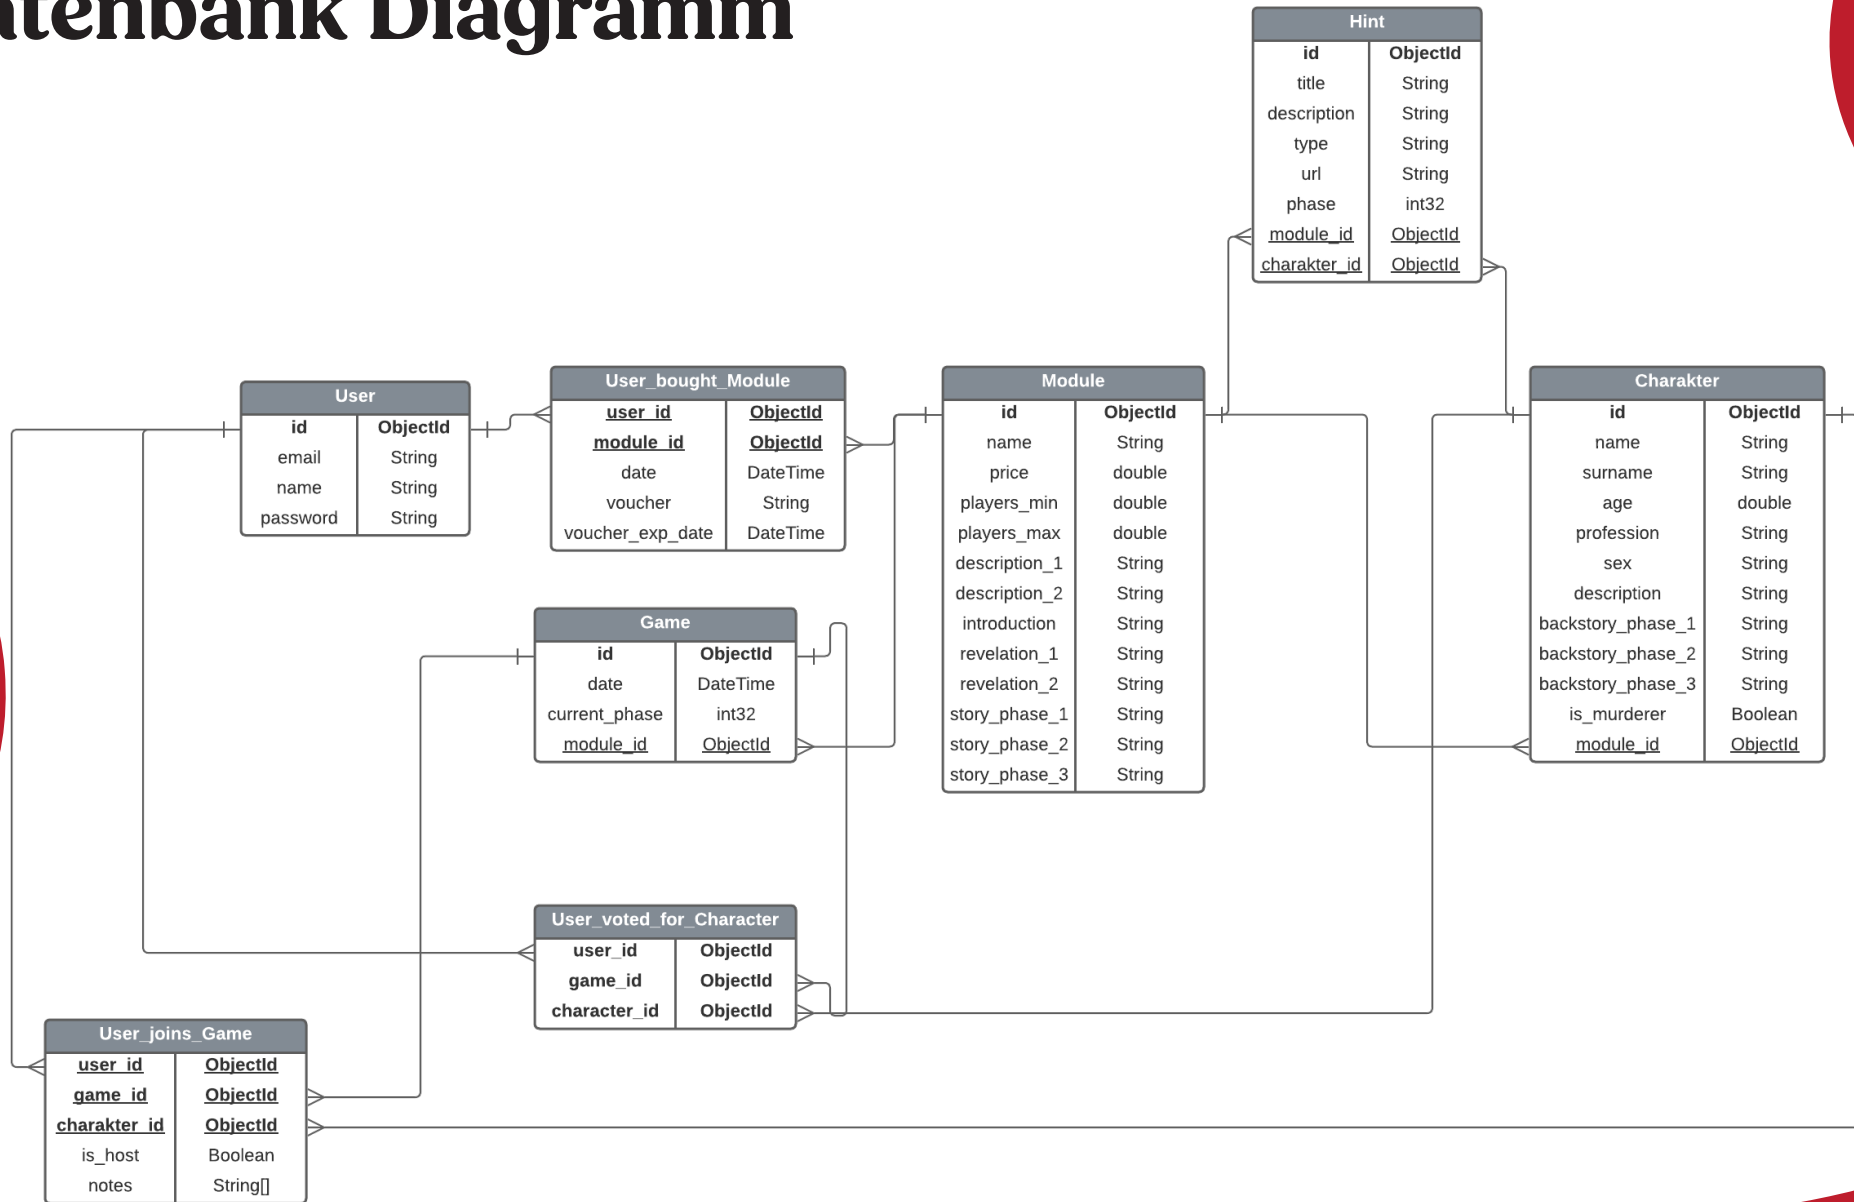 tenbank Diagramm
Hint
id ObjectId
title String
description String
type String
url String
phase int32
module_id ObjectId
charakter_id ObjectId
User
id ObjectId
email String
name String
password String
User_bought_Module
user_id ObjectId
module_id ObjectId
date DateTime
voucher String
voucher_exp_date DateTime
Module
id ObjectId
name String
price double
players_min double
players_max double
description_1 String
description_2 String
introduction String
revelation_1 String
revelation_2 String
story_phase_1 String
story_phase_2 String
story_phase_3 String
Charakter
id ObjectId
name String
surname String
age double
profession String
sex String
description String
backstory_phase_1 String
backstory_phase_2 String
backstory_phase_3 String
is_murderer Boolean
module_id ObjectId
Game
id ObjectId
date DateTime
current_phase int32
module_id ObjectId
User_voted_for_Character
user_id ObjectId
game_id ObjectId
character_id ObjectId
User_joins_Game
user_id ObjectId
game_id ObjectId
charakter_id ObjectId
is_host Boolean
notes String[]